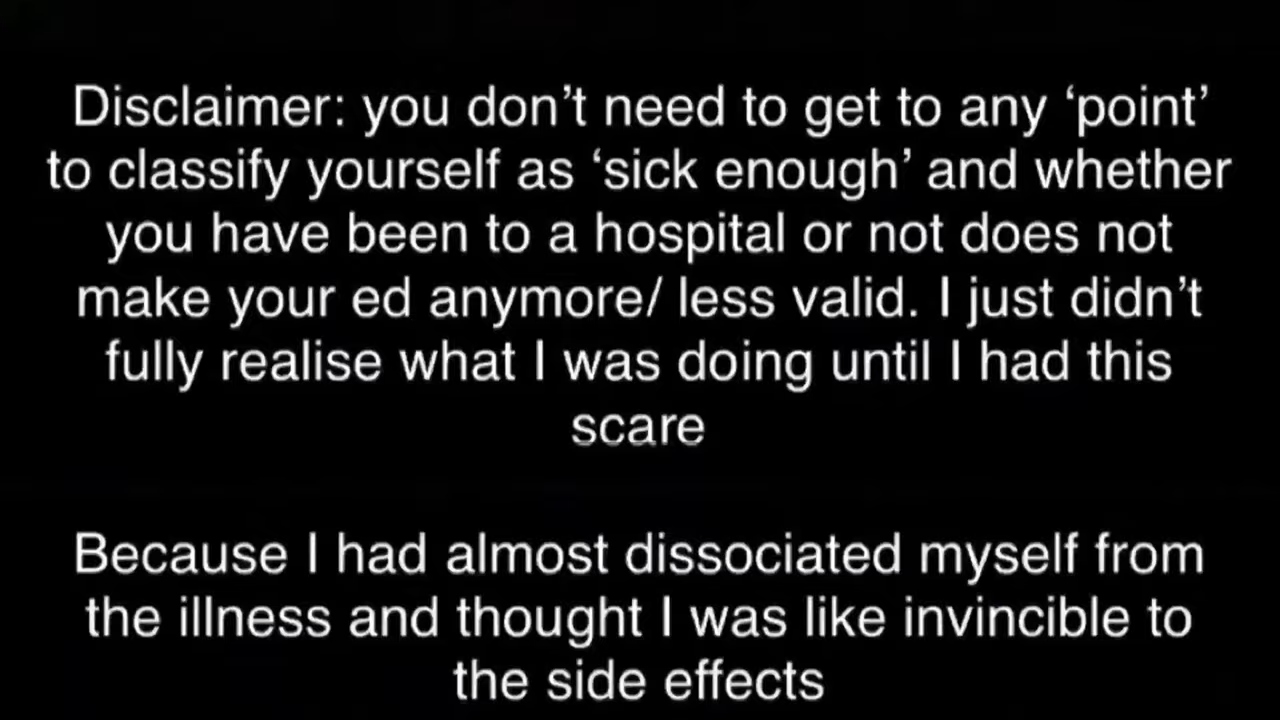 Disclaimer: you don’t need to get to any ‘point’
to classify yourself as ‘sick enough’ and whether
you have been to a hospital or not does not
make your ed anymore/ less valid. I just didn’t
fully realise what I was doing until I had this
scare
Because I had almost dissociated myself from
the illness and thought I was like invincible to
the side effects